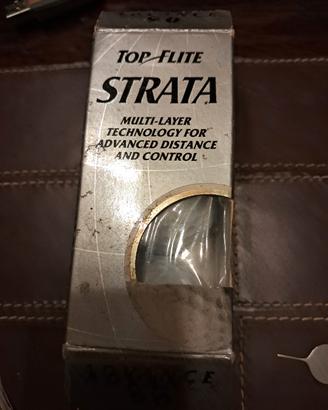 TOP-FLITE
STRATA
MULTI-LAYER
TECHNOLOGY FOR
ADVANCED DISTANCE
AND CONTROL